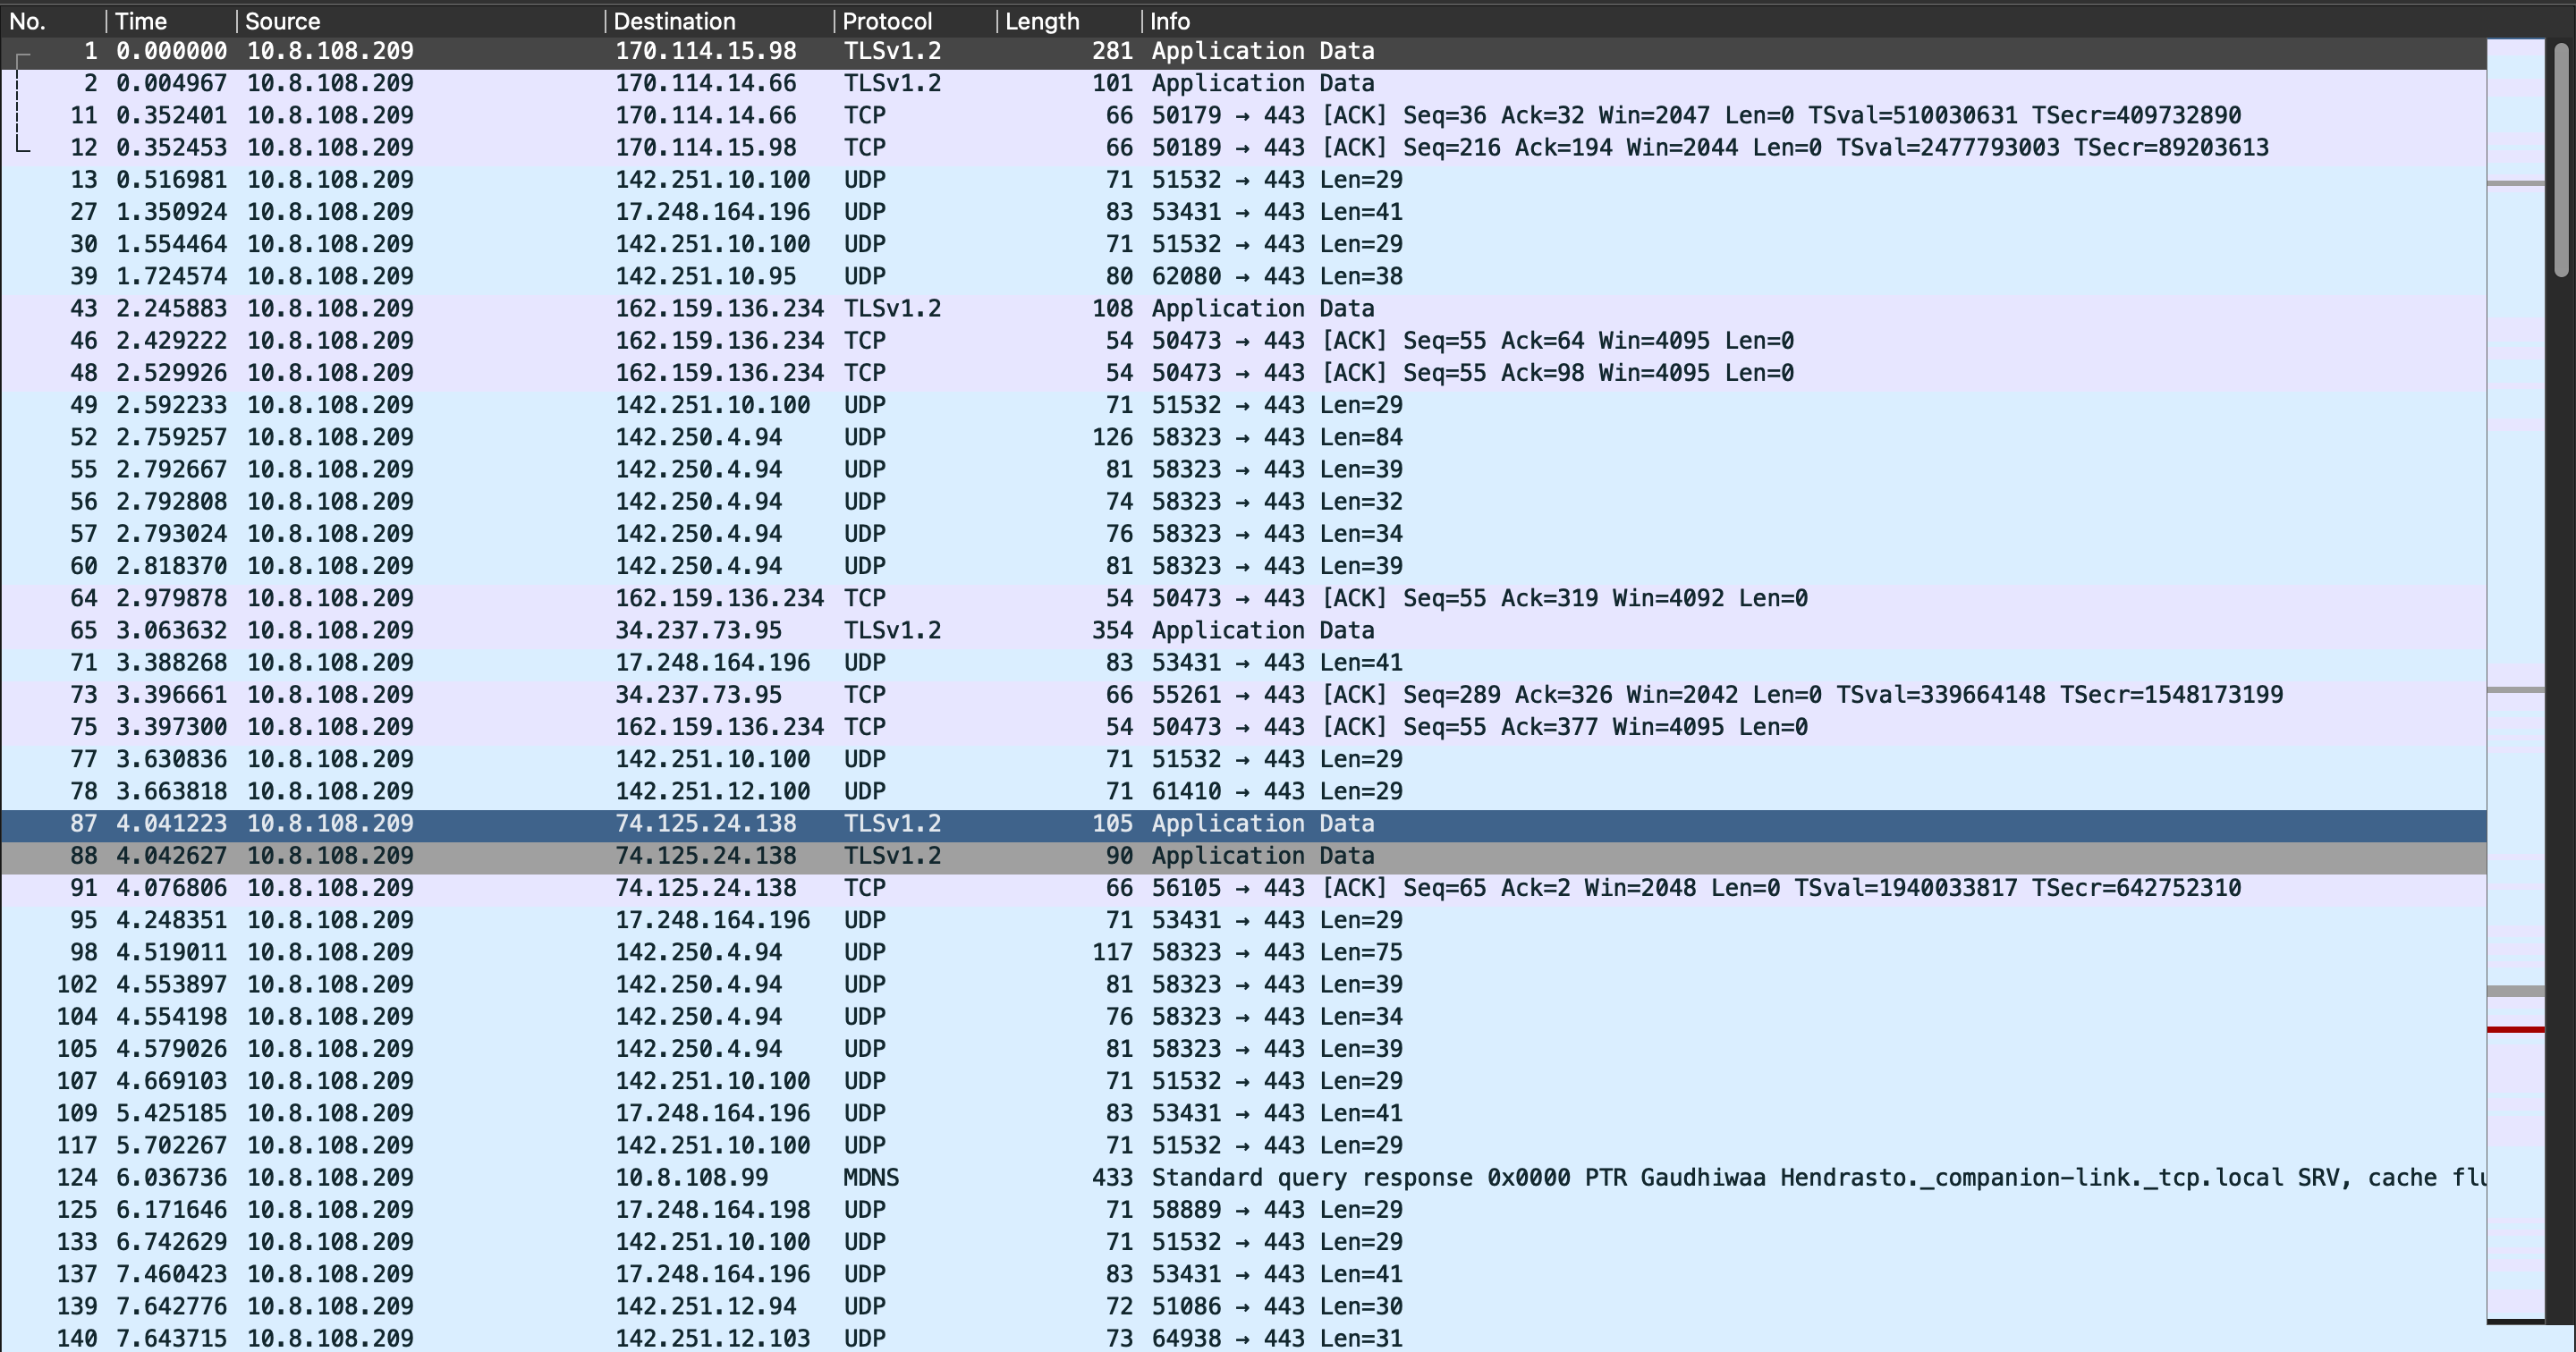 No. Time Source Destination Protocol Length Info
1 0.000000 10.8.108.209 170.114.15.98 TLSv1.2 281 Application Data
2 0.004967 10.8.108.209 170.114.14.66 TLSv1.2 101 Application Data
11 0.352401 10.8.108.209 170.114.14.66 TCP 66 50179 → 443 [ACK] Seq=36 Ack=32 Win=2047 Len=0 TSval=510030631 TSecr=409732890
12 0.352453 10.8.108.209 170.114.15.98 TCP 66 50189 → 443 [ACK] Seq=216 Ack=194 Win=2044 Len=0 TSval=2477793003 TSecr=89203613
13 0.516981 10.8.108.209 142.251.10.100 UDP 71 51532 → 443 Len=29
27 1.350924 10.8.108.209 17.248.164.196 UDP 83 53431 → 443 Len=41
30 1.554464 10.8.108.209 142.251.10.100 UDP 71 51532 → 443 Len=29
39 1.724574 10.8.108.209 142.251.10.95 UDP 80 62080 → 443 Len=38
43 2.245883 10.8.108.209 162.159.136.234 TLSv1.2 108 Application Data
46 2.429222 10.8.108.209 162.159.136.234 TCP 54 50473 → 443 [ACK] Seq=55 Ack=64 Win=4095 Len=0
48 2.529926 10.8.108.209 162.159.136.234 TCP 54 50473 → 443 [ACK] Seq=55 Ack=98 Win=4095 Len=0
49 2.592233 10.8.108.209 142.251.10.100 UDP 71 51532 → 443 Len=29
52 2.759257 10.8.108.209 142.250.4.94 UDP 126 58323 → 443 Len=84
55 2.792667 10.8.108.209 142.250.4.94 UDP 81 58323 → 443 Len=39
56 2.792808 10.8.108.209 142.250.4.94 UDP 74 58323 → 443 Len=32
57 2.793024 10.8.108.209 142.250.4.94 UDP 76 58323 → 443 Len=34
60 2.818370 10.8.108.209 142.250.4.94 UDP 81 58323 → 443 Len=39
64 2.979878 10.8.108.209 162.159.136.234 TCP 54 50473 → 443 [ACK] Seq=55 Ack=319 Win=4092 Len=0
65 3.063632 10.8.108.209 34.237.73.95 TLSv1.2 354 Application Data
71 3.388268 10.8.108.209 17.248.164.196 UDP 83 53431 → 443 Len=41
73 3.396661 10.8.108.209 34.237.73.95 TCP 66 55261 → 443 [ACK] Seq=289 Ack=326 Win=2042 Len=0 TSval=339664148 TSecr=1548173199
75 3.397300 10.8.108.209 162.159.136.234 TCP 54 50473 → 443 [ACK] Seq=55 Ack=377 Win=4095 Len=0
77 3.630836 10.8.108.209 142.251.10.100 UDP 71 51532 → 443 Len=29
78 3.663818 10.8.108.209 142.251.12.100 UDP 71 61410 → 443 Len=29
87 4.041223 10.8.108.209 74.125.24.138 TLSv1.2 105 Application Data
88 4.042627 10.8.108.209 74.125.24.138 TLSv1.2 90 Application Data
91 4.076806 10.8.108.209 74.125.24.138 TCP 66 56105 → 443 [ACK] Seq=65 Ack=2 Win=2048 Len=0 TSval=1940033817 TSecr=642752310
95 4.248351 10.8.108.209 17.248.164.196 UDP 71 53431 → 443 Len=29
98 4.519011 10.8.108.209 142.250.4.94 UDP 117 58323 → 443 Len=75
102 4.553897 10.8.108.209 142.250.4.94 UDP 81 58323 → 443 Len=39
104 4.554198 10.8.108.209 142.250.4.94 UDP 76 58323 → 443 Len=34
105 4.579026 10.8.108.209 142.250.4.94 UDP 81 58323 → 443 Len=39
107 4.669103 10.8.108.209 142.251.10.100 UDP 71 51532 → 443 Len=29
109 5.425185 10.8.108.209 17.248.164.196 UDP 83 53431 → 443 Len=41
117 5.702267 10.8.108.209 142.251.10.100 UDP 71 51532 → 443 Len=29
124 6.036736 10.8.108.209 10.8.108.99 MDNS 433 Standard query response 0x0000 PTR Gaudhiwaa Hendrasto._companion-link._tcp.local SRV, cache flu
125 6.171646 10.8.108.209 17.248.164.198 UDP 71 58889 → 443 Len=29
133 6.742629 10.8.108.209 142.251.10.100 UDP 71 51532 → 443 Len=29
137 7.460423 10.8.108.209 17.248.164.196 UDP 83 53431 → 443 Len=41
139 7.642776 10.8.108.209 142.251.12.94 UDP 72 51086 → 443 Len=30
140 7.643715 10.8.108.209 142.251.12.103 UDP 73 64938 → 443 Len=31